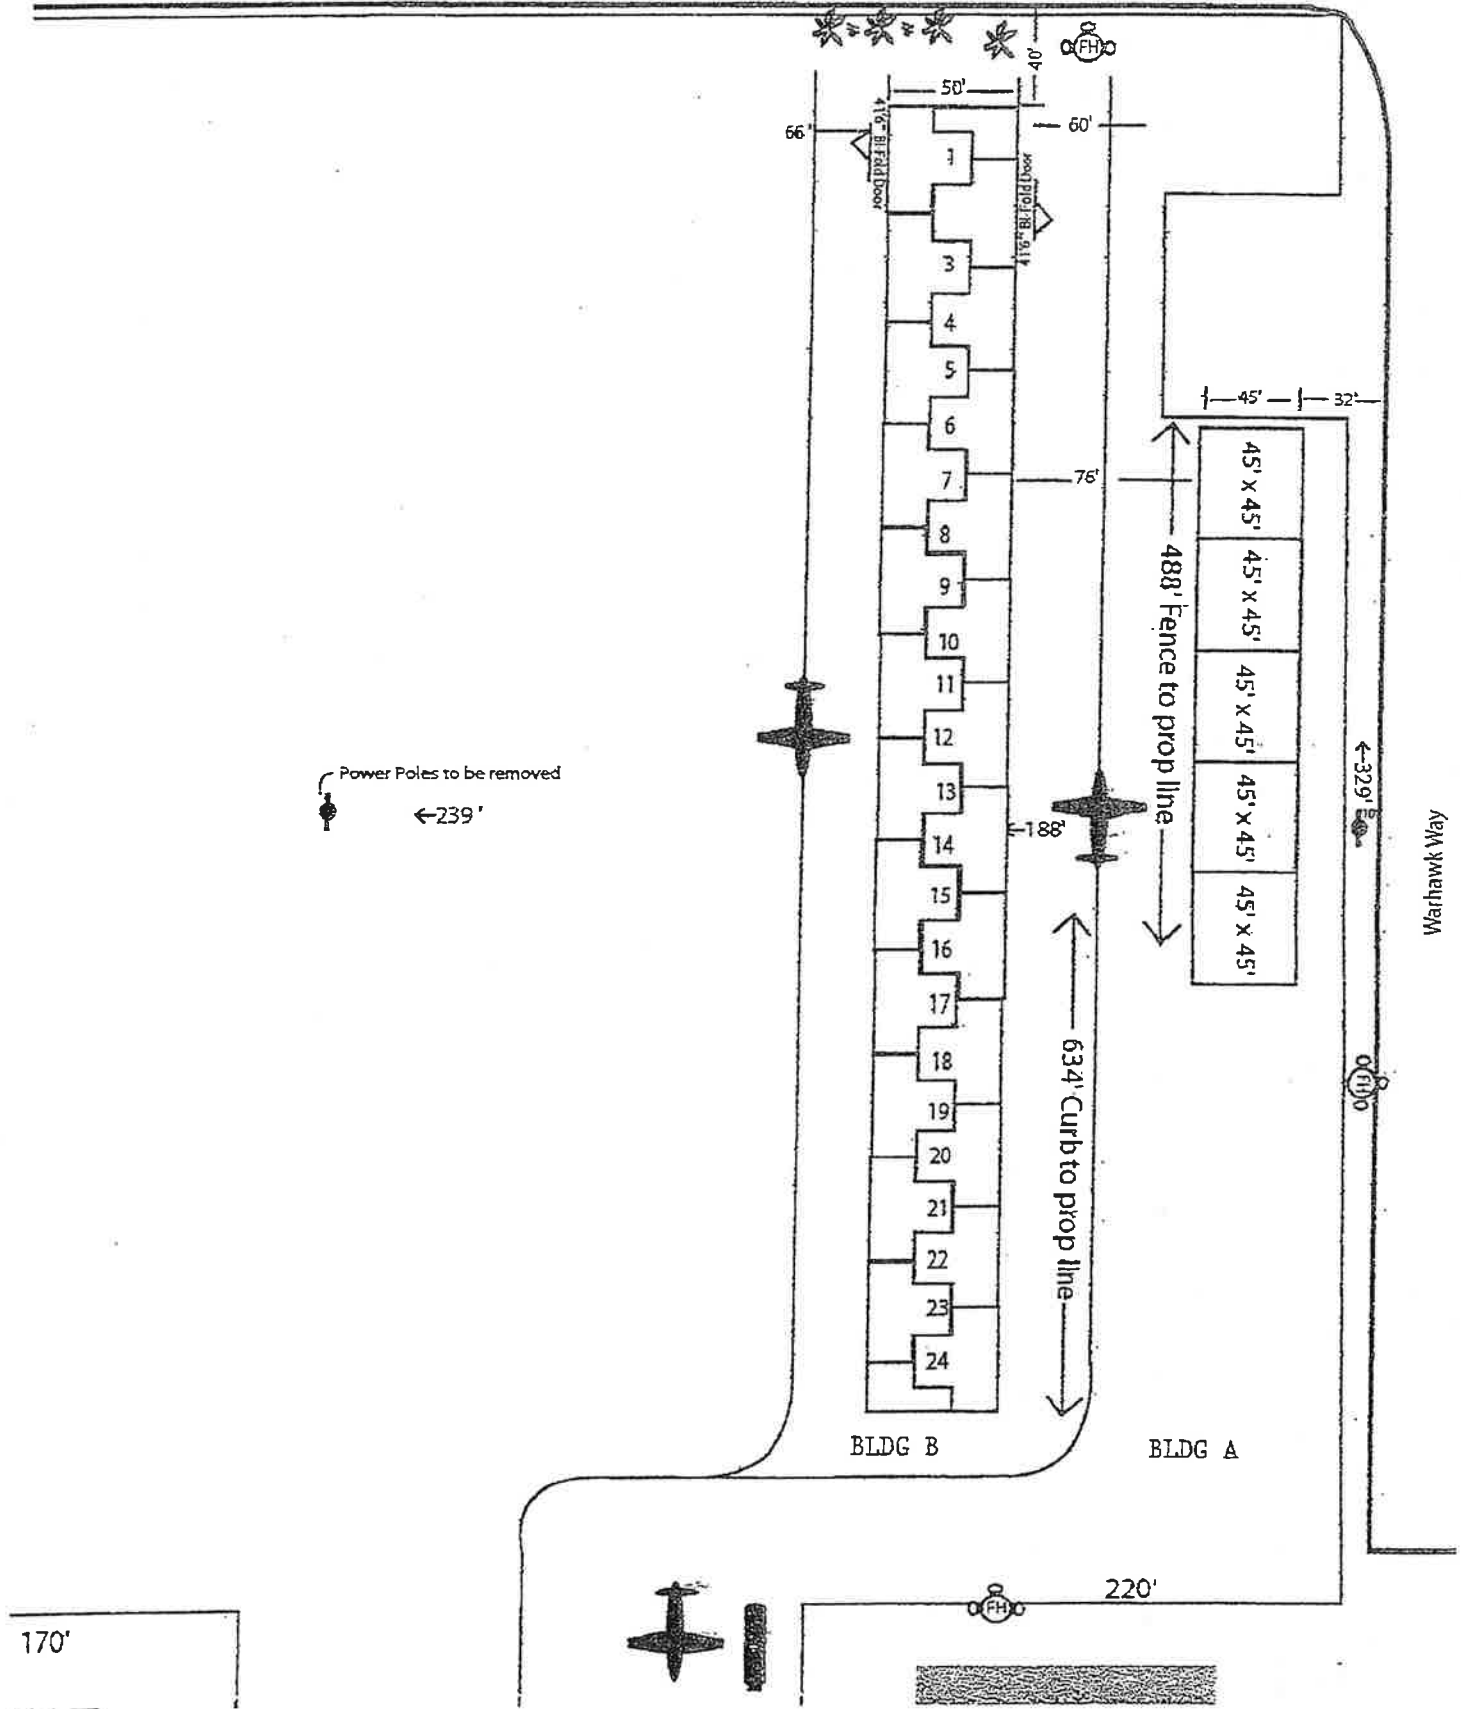 40'
FH
50'
66'
60'
41'6" Bi-Fold Door
41'6" Bi-Fold Door
1
3
4
5
6
7
8
9
10
11
12
13
14
15
16
17
18
19
20
21
22
23
24
45'
32'
76'
45' x 45'
45' x 45'
45' x 45'
45' x 45'
45' x 45'
488' Fence to prop line
Power Poles to be removed
←239'
←188'
←329'
Warhawk Way
634' Curb to prop line
FH
BLDG B
BLDG A
FH
220'
170'